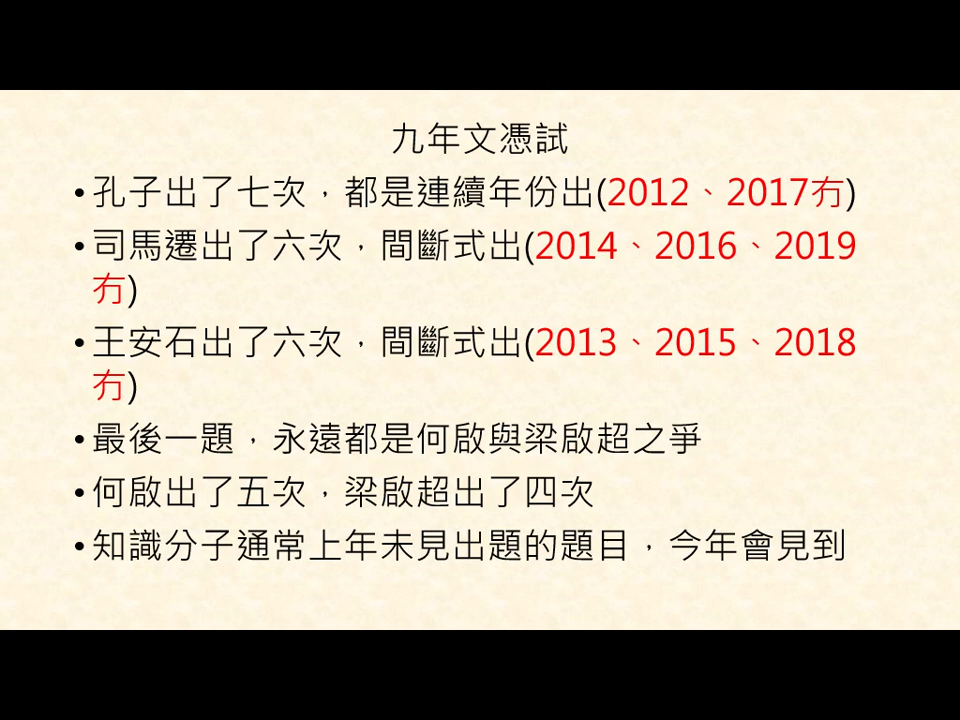 九年文憑試
•孔子出了七次，都是連續年份出(2012、2017冇)
•司馬遷出了六次，間斷式出(2014、2016、2019
冇)
•王安石出了六次，間斷式出(2013、2015、2018
冇)
•最後一題，永遠都是何啟與梁啟超之爭
•何啟出了五次，梁啟超出了四次
•知識分子通常上年未見出題的題目，今年會見到